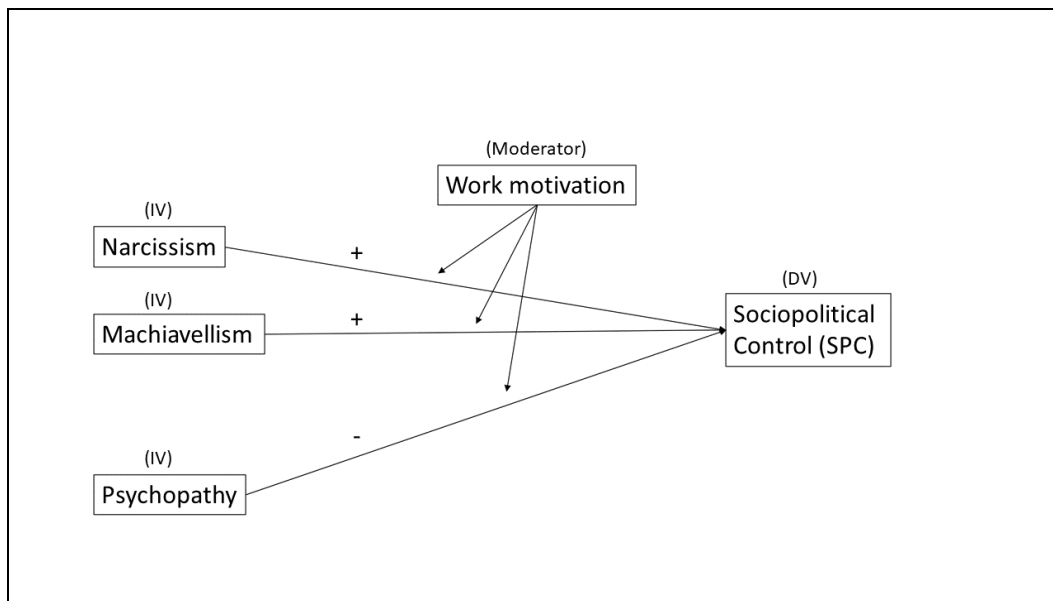 (Moderator)
Work motivation
(IV)
Narcissism
+
(IV)
Machiavellism
+
(DV)
Sociopolitical
Control (SPC)
-
(IV)
Psychopathy